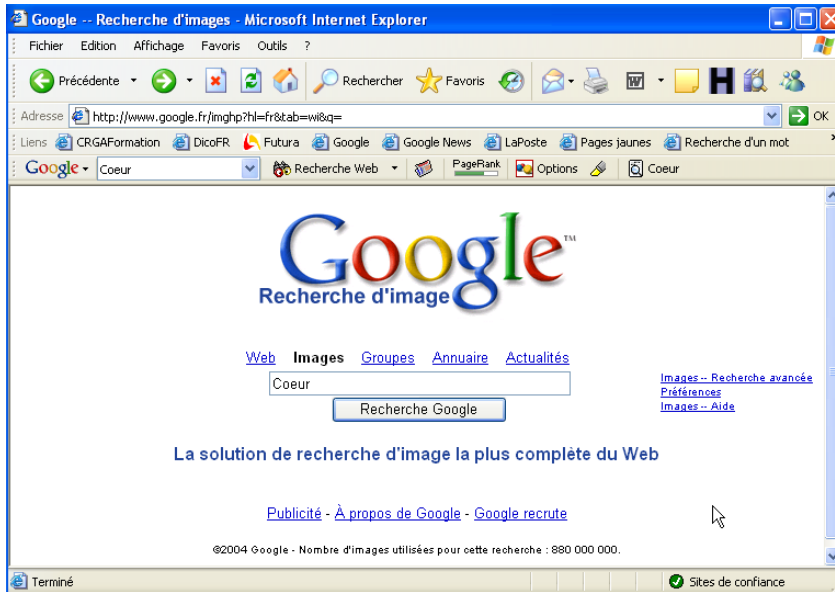 Google -- Recherche d'images - Microsoft Internet Explorer
Fichier Edition Affichage Favoris Outils ?
Précédente Rechercher Favoris
Adresse http://www.google.fr/imghp?hl=fr&tab=wi&q= OK
Liens CRGAFormation DicoFR Futura Google Google News LaPoste Pages jaunes Recherche d'un mot
Google Coeur Recherche Web PageRank Options Coeur
Google TM
Recherche d'image
Web Images Groupes Annuaire Actualités
Coeur
Images -- Recherche avancée
Préférences
Images -- Aide
Recherche Google
La solution de recherche d'image la plus complète du Web
Publicité - À propos de Google - Google recrute
©2004 Google - Nombre d'images utilisées pour cette recherche : 880 000 000.
Terminé Sites de confiance